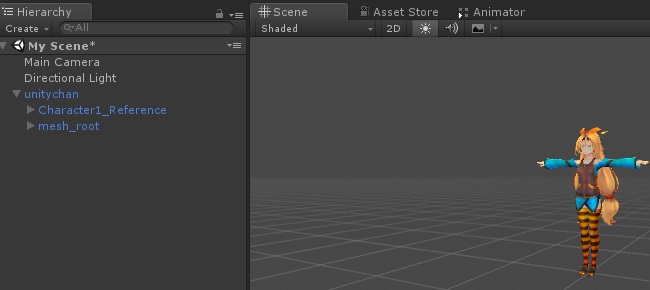 Hierarchy
Create
All
My Scene*
Main Camera
Directional Light
unitychan
Character1_Reference
mesh_root
Scene
Asset Store
Animator
Shaded
2D